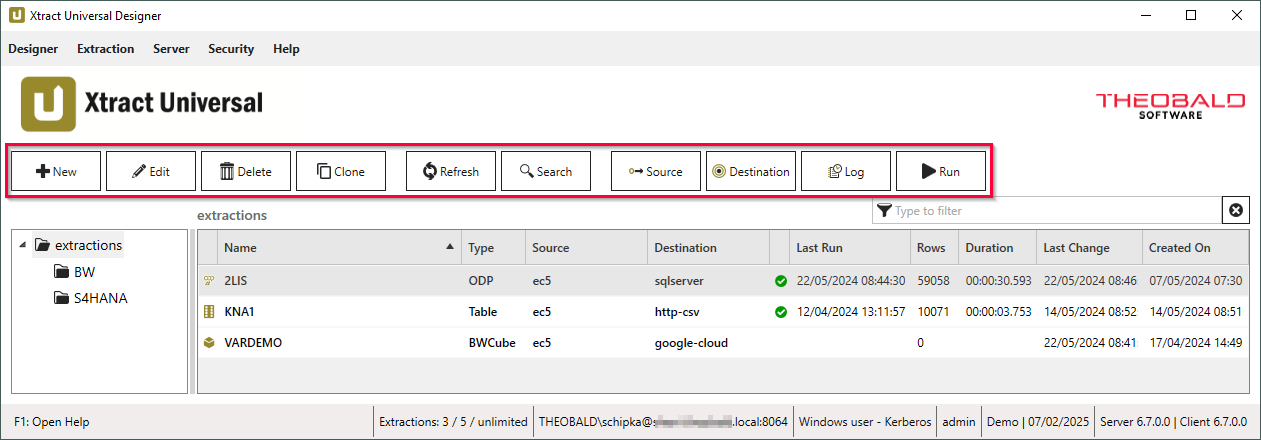 Xtract Universal Designer
Designer Extraction Server Security Help
Xtract Universal
THEOBALD
SOFTWARE
New Edit Delete Clone Refresh Search Source Destination Log Run
extractions
Type to filter
extractions
BW
S4HANA
Name Type Source Destination Last Run Rows Duration Last Change Created On
2LIS ODP ec5 sqlserver 22/05/2024 08:44:30 59058 00:00:30.593 22/05/2024 08:46 07/05/2024 07:30
KNA1 Table ec5 http-csv 12/04/2024 13:11:57 10071 00:00:03.753 14/05/2024 08:52 14/05/2024 08:51
VARDEMO BWCube ec5 google-cloud 0 22/05/2024 08:41 17/04/2024 14:49
F1: Open Help Extractions: 3 / 5 / unlimited THEOBALD\schipka@ .local:8064 Windows user - Kerberos admin Demo | 07/02/2025 Server 6.7.0.0 | Client 6.7.0.0